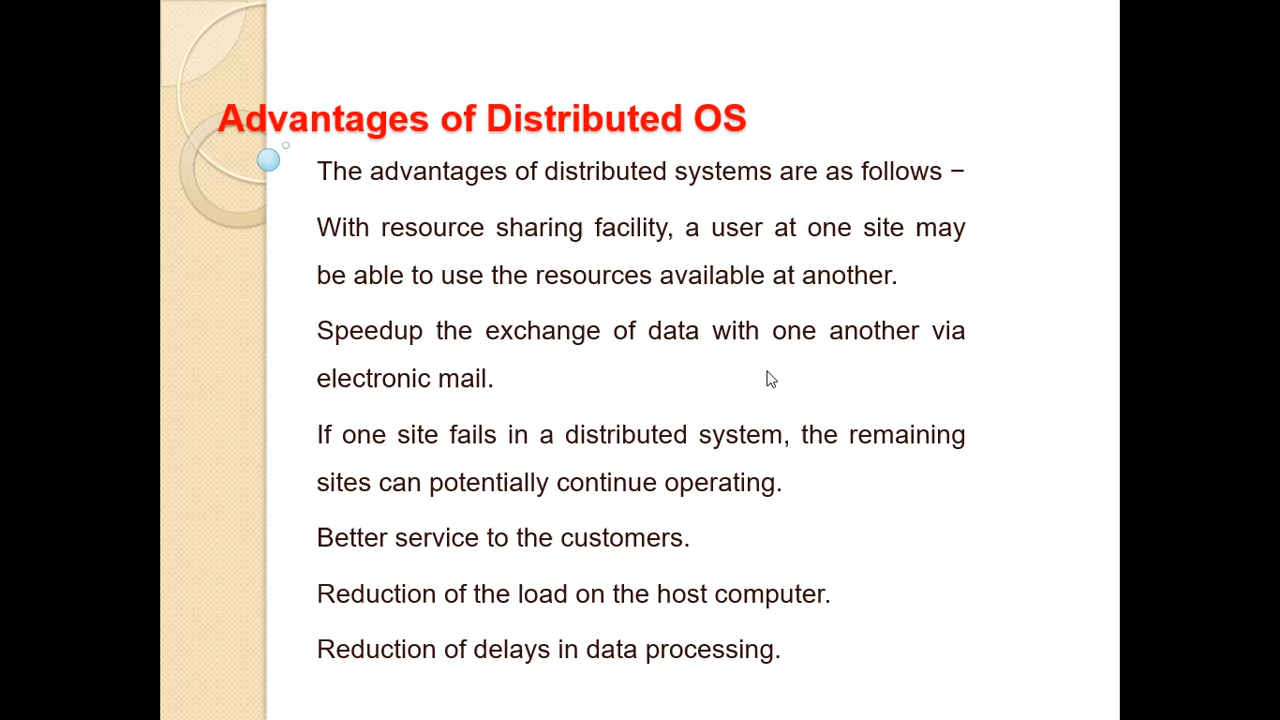 Advantages of Distributed OS
The advantages of distributed systems are as follows −
With resource sharing facility, a user at one site may
be able to use the resources available at another.
Speedup the exchange of data with one another via
electronic mail.
If one site fails in a distributed system, the remaining
sites can potentially continue operating.
Better service to the customers.
Reduction of the load on the host computer.
Reduction of delays in data processing.